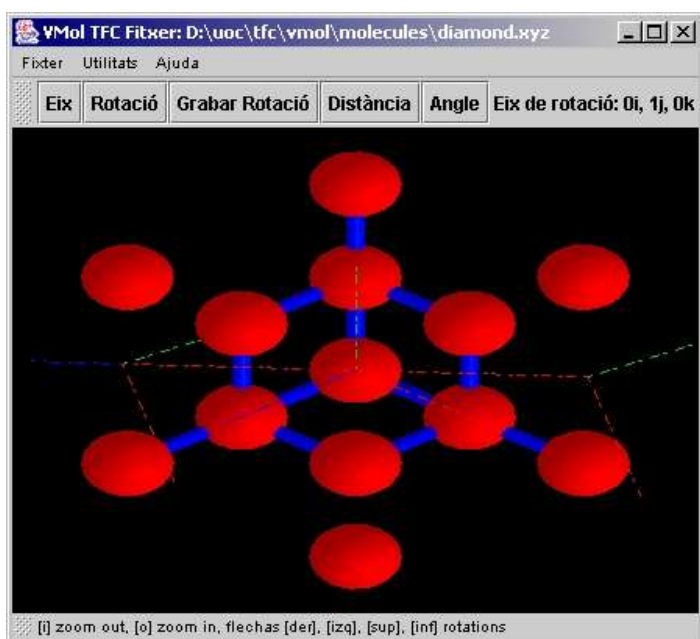 VMol TFC Fitxer: D:\uoc\tfc\vmol\molecules\diamond.xyz
Fixter Utilitats Ajuda
Eix Rotació Grabar Rotació Distància Angle Eix de rotació: 0i, 1j, 0k
[i] zoom out, [o] zoom in, flechas [der], [izq], [sup], [inf] rotations